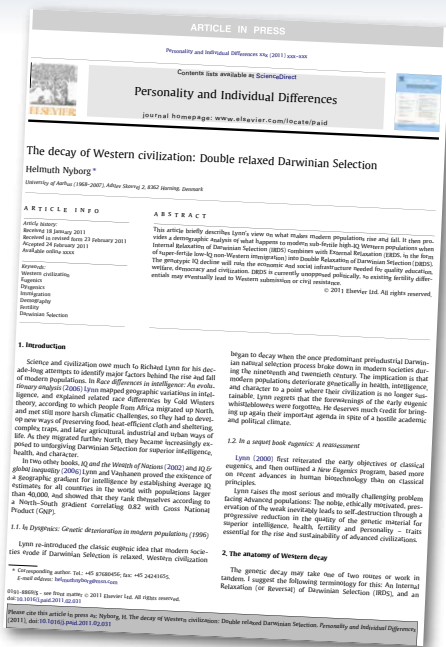 ARTICLE IN PRESS
Personality and Individual Differences xxx (2011) xxx–xxx
Contents lists available at ScienceDirect
Personality and Individual Differences
journal homepage: www.elsevier.com/locate/paid
ELSEVIER
The decay of Western civilization: Double relaxed Darwinian Selection
Helmuth Nyborg *
University of Aarhus (1968–2007), Adslev Skovvej 2, 8362 Horning, Denmark
ARTICLE INFO
Article history:
Received 18 January 2011
Received in revised form 23 February 2011
Accepted 24 February 2011
Available online xxxx
Keywords:
Western civilization
Eugenics
Dysgenics
Immigration
Demography
Fertility
Darwinian Selection
ABSTRACT
This article briefly describes Lynn's view on what makes modern populations rise and fall. It then pro-
vides a demographic analysis of what happens to modern sub-fertile high-IQ Western populations when
Internal Relaxation of Darwinian Selection (IRDS) combines with External Relaxation (ERDS, in the form
of super-fertile low-IQ non-Western immigration) into Double Relaxation of Darwinian Selection (DRDS).
The genotypic IQ decline will ruin the economic and social infrastructure needed for quality education,
welfare, democracy and civilization. DRDS is currently unopposed politically, so existing fertility differ-
entials may eventually lead to Western submission or civil resistance.
© 2011 Elsevier Ltd. All rights reserved.
1. Introduction
Science and civilization owe much to Richard Lynn for his dec-
ade-long attempts to identify major factors behind the rise and fall
of modern populations. In Race differences in intelligence: An evolu-
tionary analysis (2006) Lynn mapped geographic variations in intel-
ligence, and explained related race differences by Cold Winters
theory, according to which people from Africa migrated up North,
and met still more harsh climatic challenges, so they had to devel-
op new ways of preserving food, heat-efficient cloth and sheltering,
complex traps, and later agricultural, industrial and urban ways of
life. As they migrated further North, they became increasingly ex-
posed to unforgiving Darwinian Selection for superior intelligence,
health, and character.
In two other books, IQ and the Wealth of Nations (2002) and IQ &
global inequality (2006) Lynn and Vanhanen proved the existence of
a geographic gradient for intelligence by establishing average IQ
estimates for all countries in the world with populations larger
than 40,000, and showed that they rank themselves according to
a North–South gradient correlating 0.82 with Gross National
Product (GNP).
1.1. In Dysgenics: Genetic deterioration in modern populations (1996)
Lynn re-introduced the classic eugenic idea that modern socie-
ties erode if Darwinian Selection is relaxed. Western civilization
* Corresponding author. Tel.: +45 87680456; fax: +45 24241655.
E-mail address: helmuthnyborg@msn.com
0191-8869/$ - see front matter © 2011 Elsevier Ltd. All rights reserved.
doi:10.1016/j.paid.2011.02.031
began to decay when the once predominant preindustrial Darwin-
ian natural selection process broke down in modern societies dur-
ing the nineteenth and twentieth century. The implication is that
modern populations deteriorate genetically in health, intelligence,
and character to a point where their civilization is no longer sus-
tainable. Lynn regrets that the forewarnings of the early eugenic
whistleblowers were forgotten. He deserves much credit for bring-
ing up again their important agenda in spite of a hostile academic
and political climate.
1.2. In a sequel book Eugenics: A reassessment
Lynn (2000) first reiterated the early objectives of classical
eugenics, and then outlined a New Eugenics program, based more
on recent advances in human biotechnology than on classical
principles.
Lynn raises the most serious and morally challenging problem
facing advanced populations: The noble, ethically motivated, pres-
ervation of the weak inevitably leads to self-destruction through a
progressive reduction in the quality of the genetic material for
superior intelligence, health, fertility and personality – traits
essential for the rise and sustainability of advanced civilizations.
2. The anatomy of Western decay
The genetic decay may take one of two routes or work in
tandem. I suggest the following terminology for this: An Internal
Relaxation (or Reversal) of Darwinian Selection (IRDS), and an
Please cite this article in press as: Nyborg, H. The decay of Western civilization: Double relaxed Darwinian Selection. Personality and Individual Differences
(2011), doi:10.1016/j.paid.2011.02.031